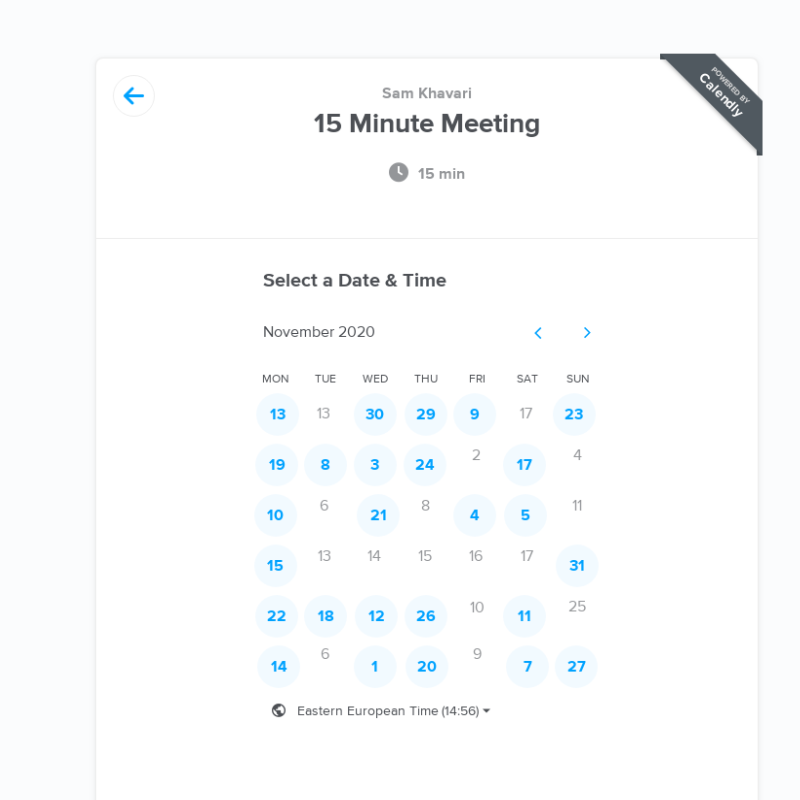 Sam Khavari
15 Minute Meeting
15 min
POWERED BY
Calendly
Select a Date & Time
November 2020
MON TUE WED THU FRI SAT SUN
13 13 30 29 9 17 23
19 8 3 24 2 17 4
10 6 21 8 4 5 11
15 13 14 15 16 17 31
22 18 12 26 10 11 25
14 6 1 20 9 7 27
Eastern European Time (14:56)